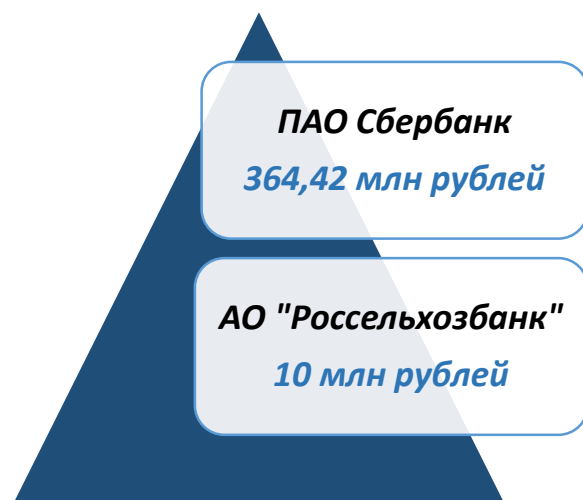 ПАО Сбербанк
364,42 млн рублей
АО "Россельхозбанк"
10 млн рублей